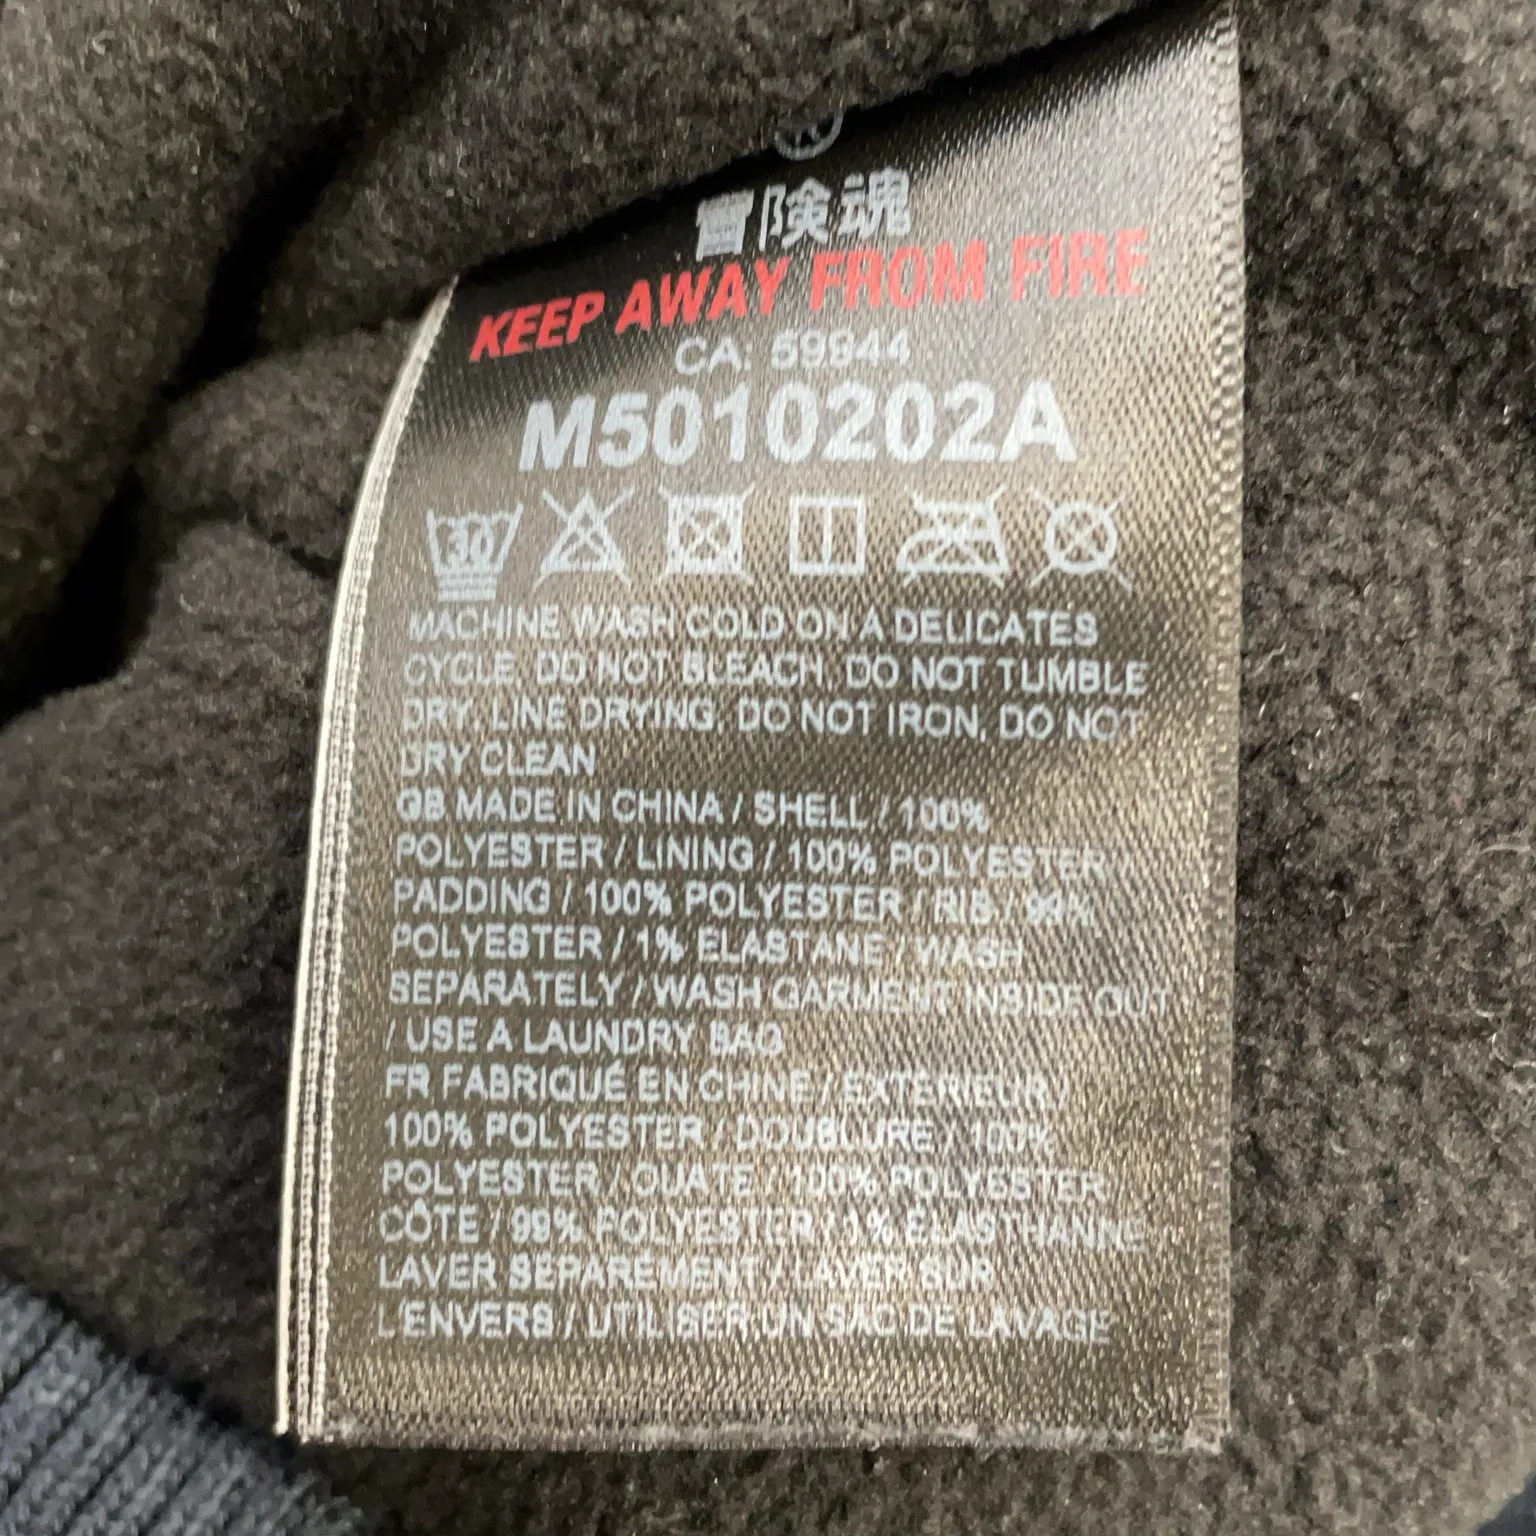 冒険魂
KEEP AWAY FROM FIRE
CA: 59944
M5010202A
30
MACHINE WASH COLD ON A DELICATES
CYCLE, DO NOT BLEACH, DO NOT TUMBLE
DRY, LINE DRYING, DO NOT IRON, DO NOT
DRY CLEAN
GB MADE IN CHINA / SHELL / 100%
POLYESTER / LINING / 100% POLYESTER /
PADDING / 100% POLYESTER / RIB / 99%
POLYESTER / 1% ELASTANE / WASH
SEPARATELY / WASH GARMENT INSIDE OUT
/ USE A LAUNDRY BAG
FR FABRIQUÉ EN CHINE / EXTÉRIEUR /
100% POLYESTER / DOUBLURE / 100%
POLYESTER / OUATE / 100% POLYESTER
CÔTE / 99% POLYESTER / 1% ÉLASTHANNE
LAVER SÉPARÉMENT / LAVER SUR
L'ENVERS / UTILISER UN SAC DE LAVAGE